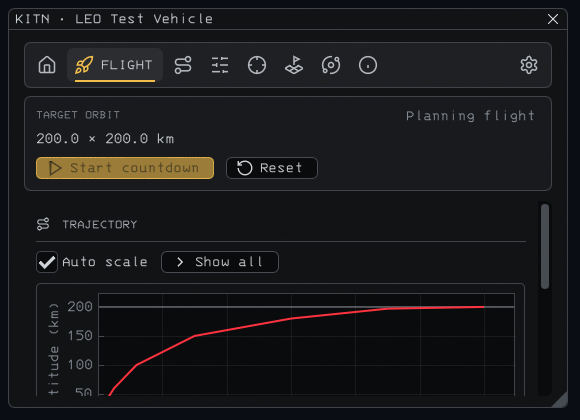 KITN · LEO Test Vehicle
FLIGHT
TARGET ORBIT
Planning flight
200.0 × 200.0 km
Start countdown
Reset
TRAJECTORY
Auto scale
Show all
200
150
100
50
titude (km)